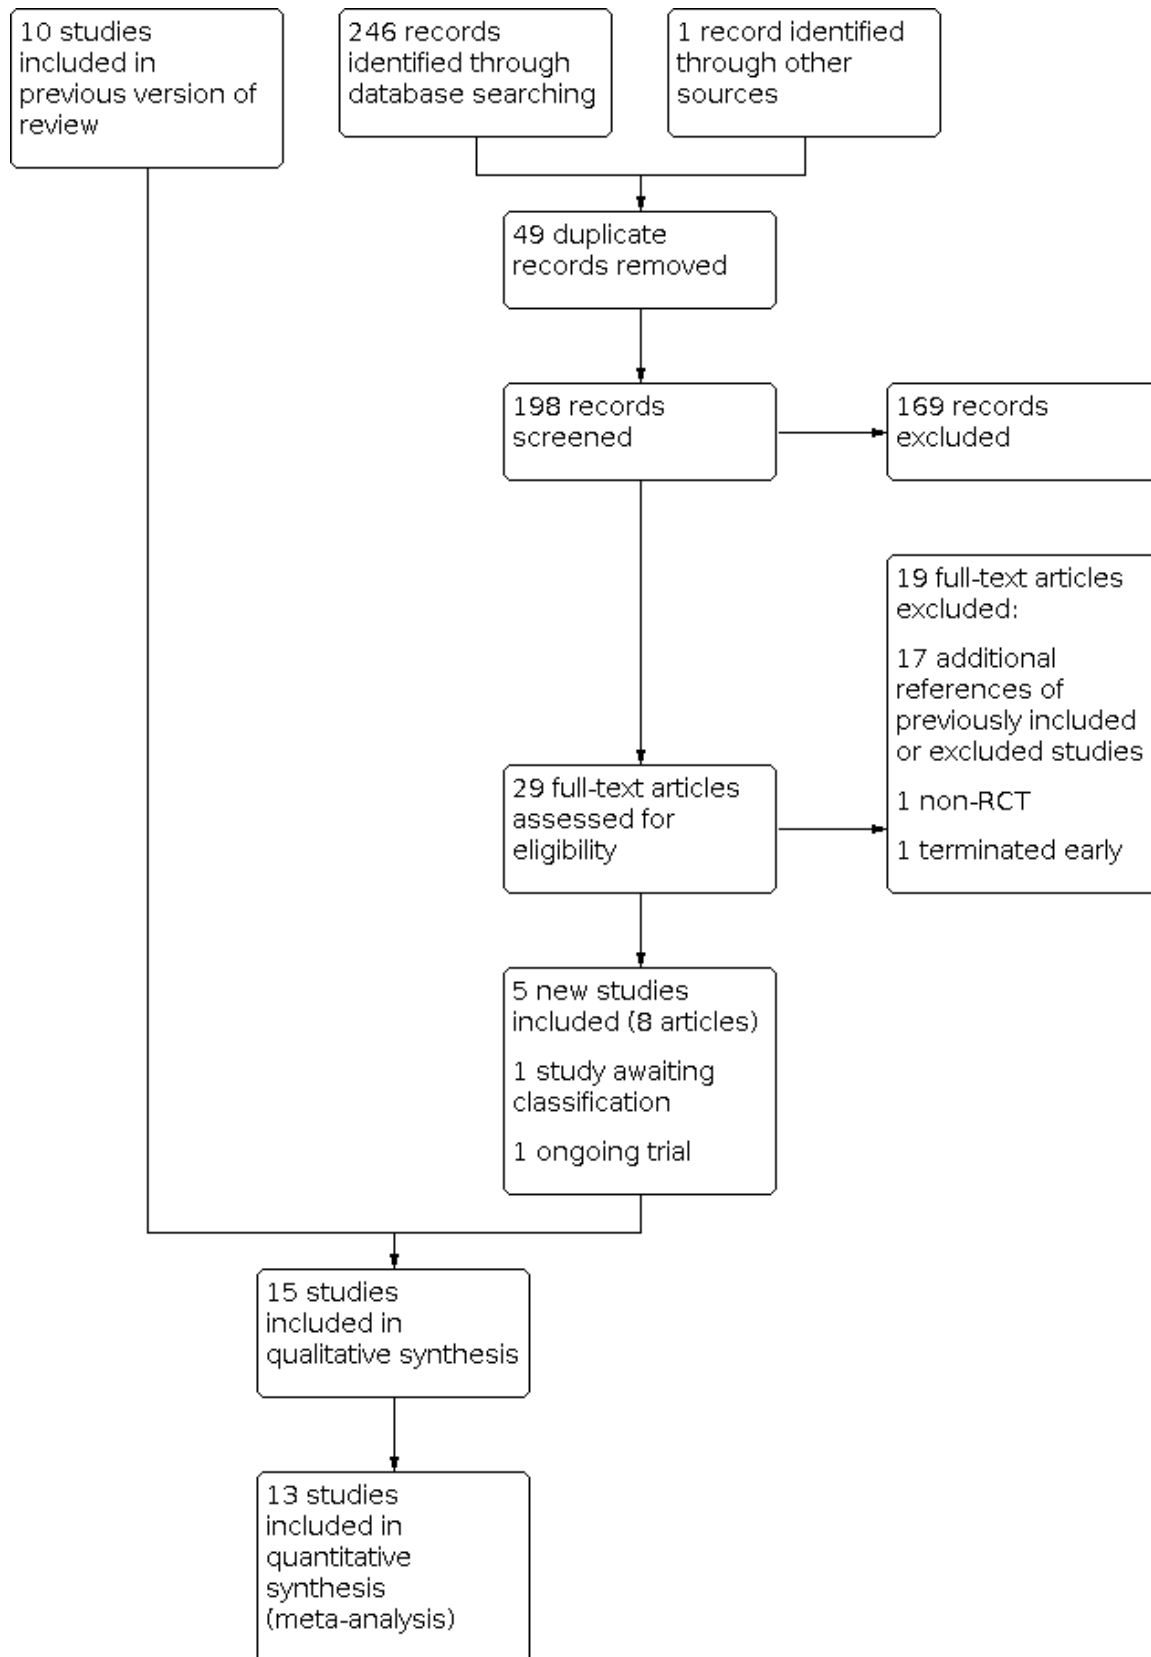 10 studies
included in
previous version of
review
246 records
identified through
database searching
1 record identified
through other
sources
49 duplicate
records removed
198 records
screened
169 records
excluded
19 full-text articles
excluded:
17 additional
references of
previously included
or excluded studies
1 non-RCT
1 terminated early
29 full-text articles
assessed for
eligibility
5 new studies
included (8 articles)
1 study awaiting
classification
1 ongoing trial
15 studies
included in
qualitative synthesis
13 studies
included in
quantitative
synthesis
(meta-analysis)